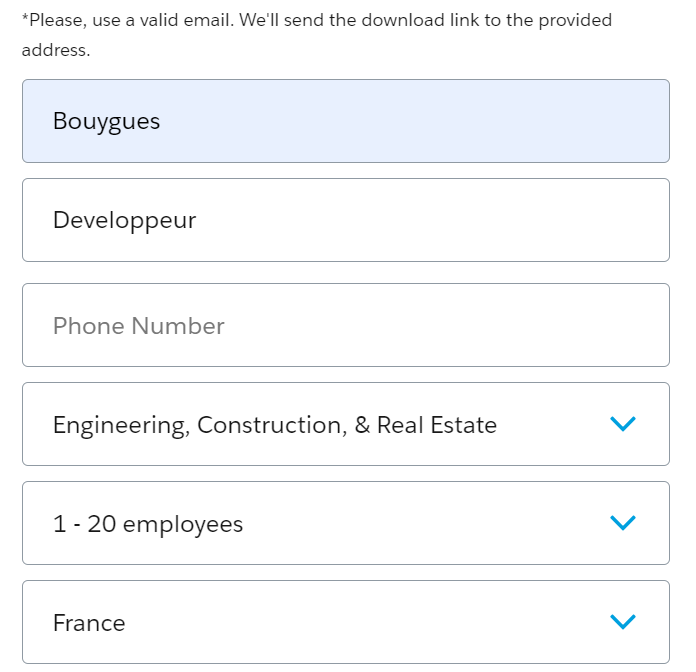 *Please, use a valid email. We'll send the download link to the provided
address.
Bouygues
Developpeur
Phone Number
Engineering, Construction, & Real Estate
1 - 20 employees
France